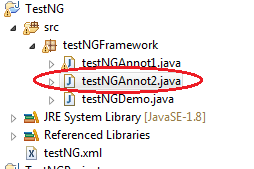 TestNG
src
testNGFramework
testNGAnnot1.java
testNGAnnot2.java
testNGDemo.java
JRE System Library [JavaSE-1.8]
Referenced Libraries
testNG.xml